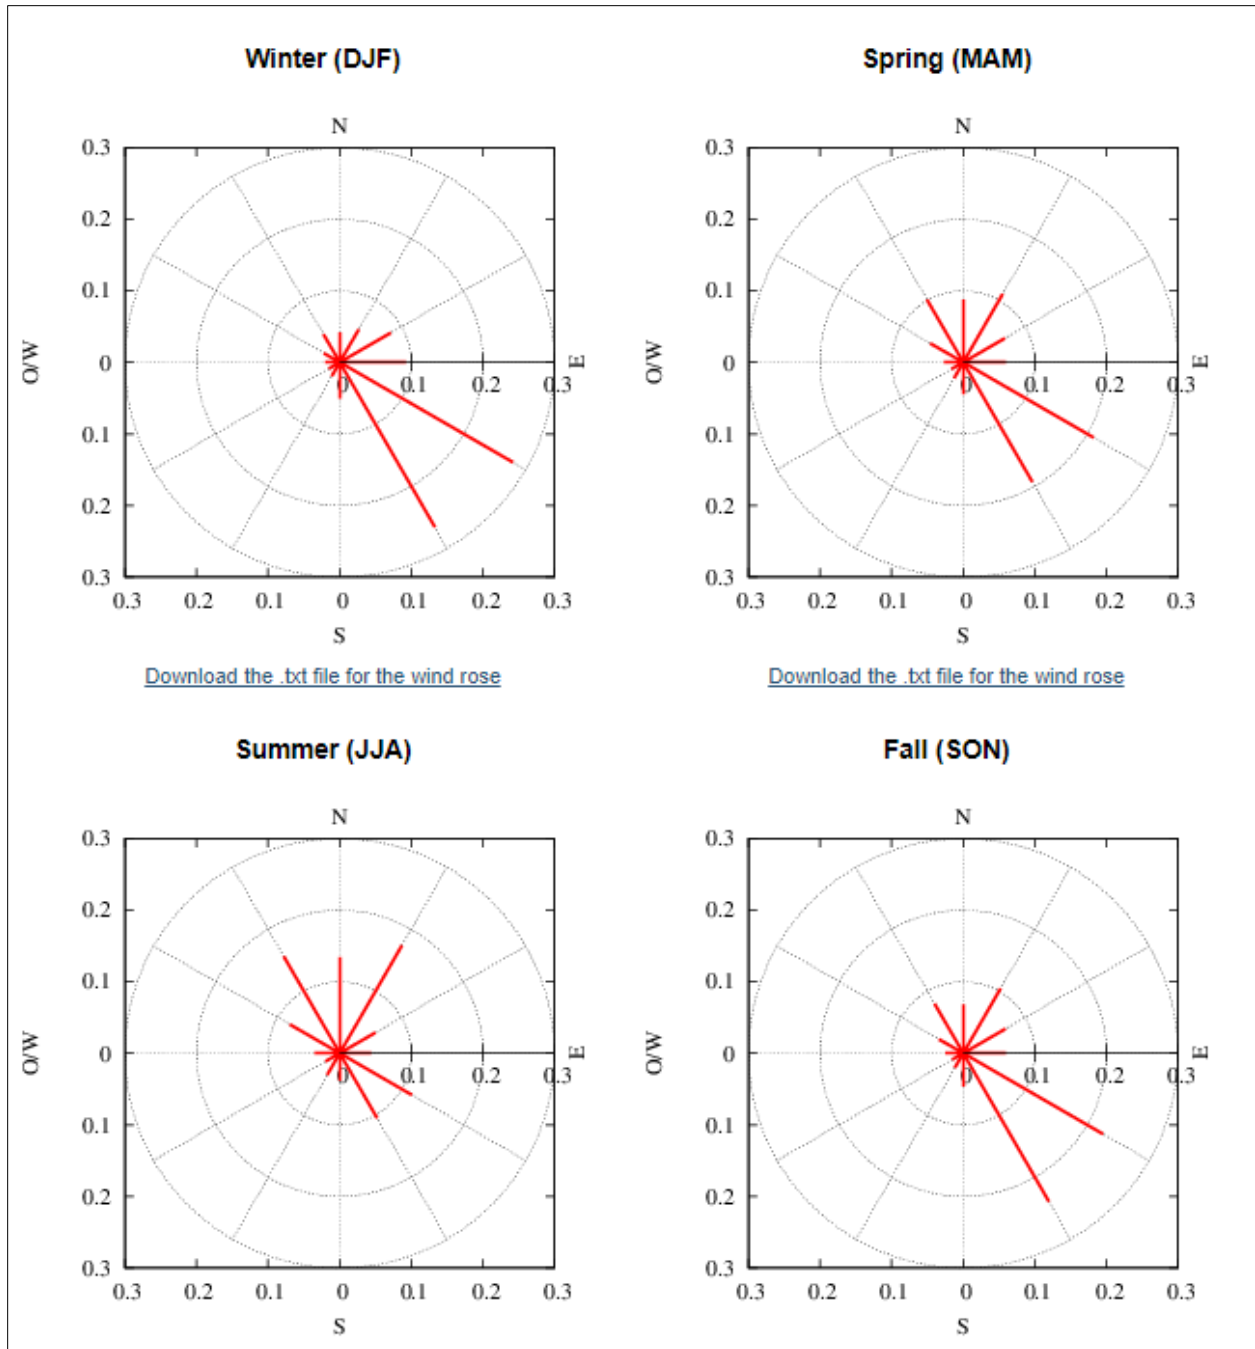 Winter (DJF) Spring (MAM)
N N
0.3 0.3
0.2 0.2
0.1 0.1
O/W 0 0 0.1 0.2 0.3 E O/W 0 0 0.1 0.2 0.3 E
0.1 0.1
0.2 0.2
0.3 0.3
0.3 0.2 0.1 0 0.1 0.2 0.3 0.3 0.2 0.1 0 0.1 0.2 0.3
S S
Download the .txt file for the wind rose Download the .txt file for the wind rose
Summer (JJA) Fall (SON)
N N
0.3 0.3
0.2 0.2
0.1 0.1
O/W 0 0 0.1 0.2 0.3 E O/W 0 0 0.1 0.2 0.3 E
0.1 0.1
0.2 0.2
0.3 0.3
0.3 0.2 0.1 0 0.1 0.2 0.3 0.3 0.2 0.1 0 0.1 0.2 0.3
S S